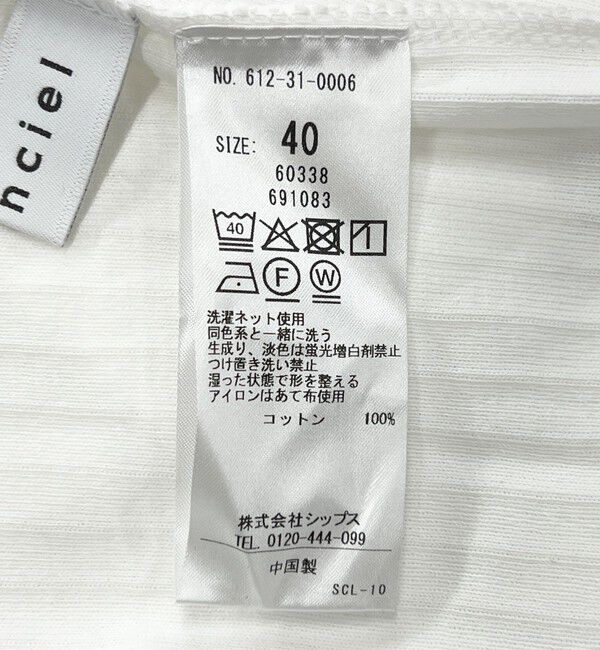 nciel
NO. 612-31-0006
SIZE: 40
60338
691083
40
F W
洗濯ネット使用
同色系と一緒に洗う
生成り、淡色は蛍光増白剤禁止
つけ置き洗い禁止
湿った状態で形を整える
アイロンはあて布使用
コットン 100%
株式会社シップス
TEL. 0120-444-099
中国製
SCL-10